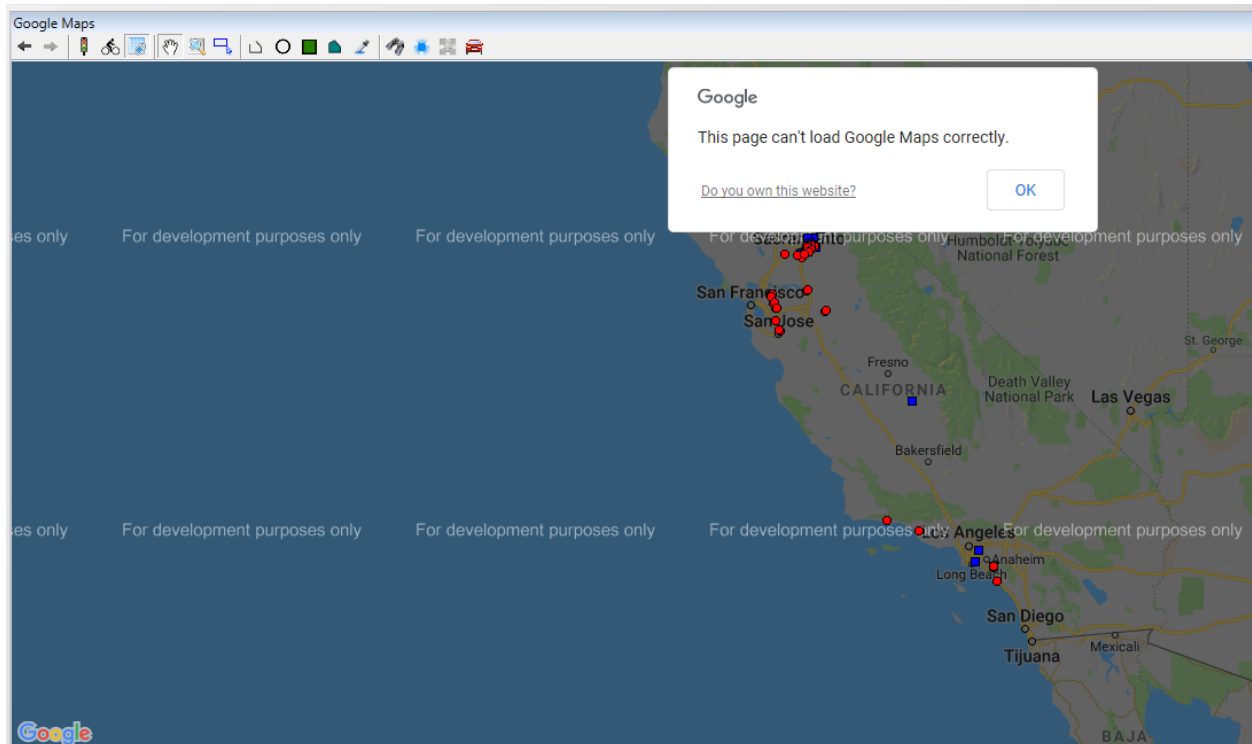 Google Maps
Google
This page can't load Google Maps correctly.
Do you own this website?
OK
es only
For development purposes only
For development purposes only
For development purposes only
For development purposes only
Sacramento
Humboldt-Toiyabe
National Forest
San Francisco
San Jose
St. George
Fresno
CALIFORNIA
Death Valley
National Park
Las Vegas
Bakersfield
es only
For development purposes only
For development purposes only
For development purposes only
For development purposes only
Los Angeles
Anaheim
Long Beach
San Diego
Tijuana
Mexicali
BAJA
Google